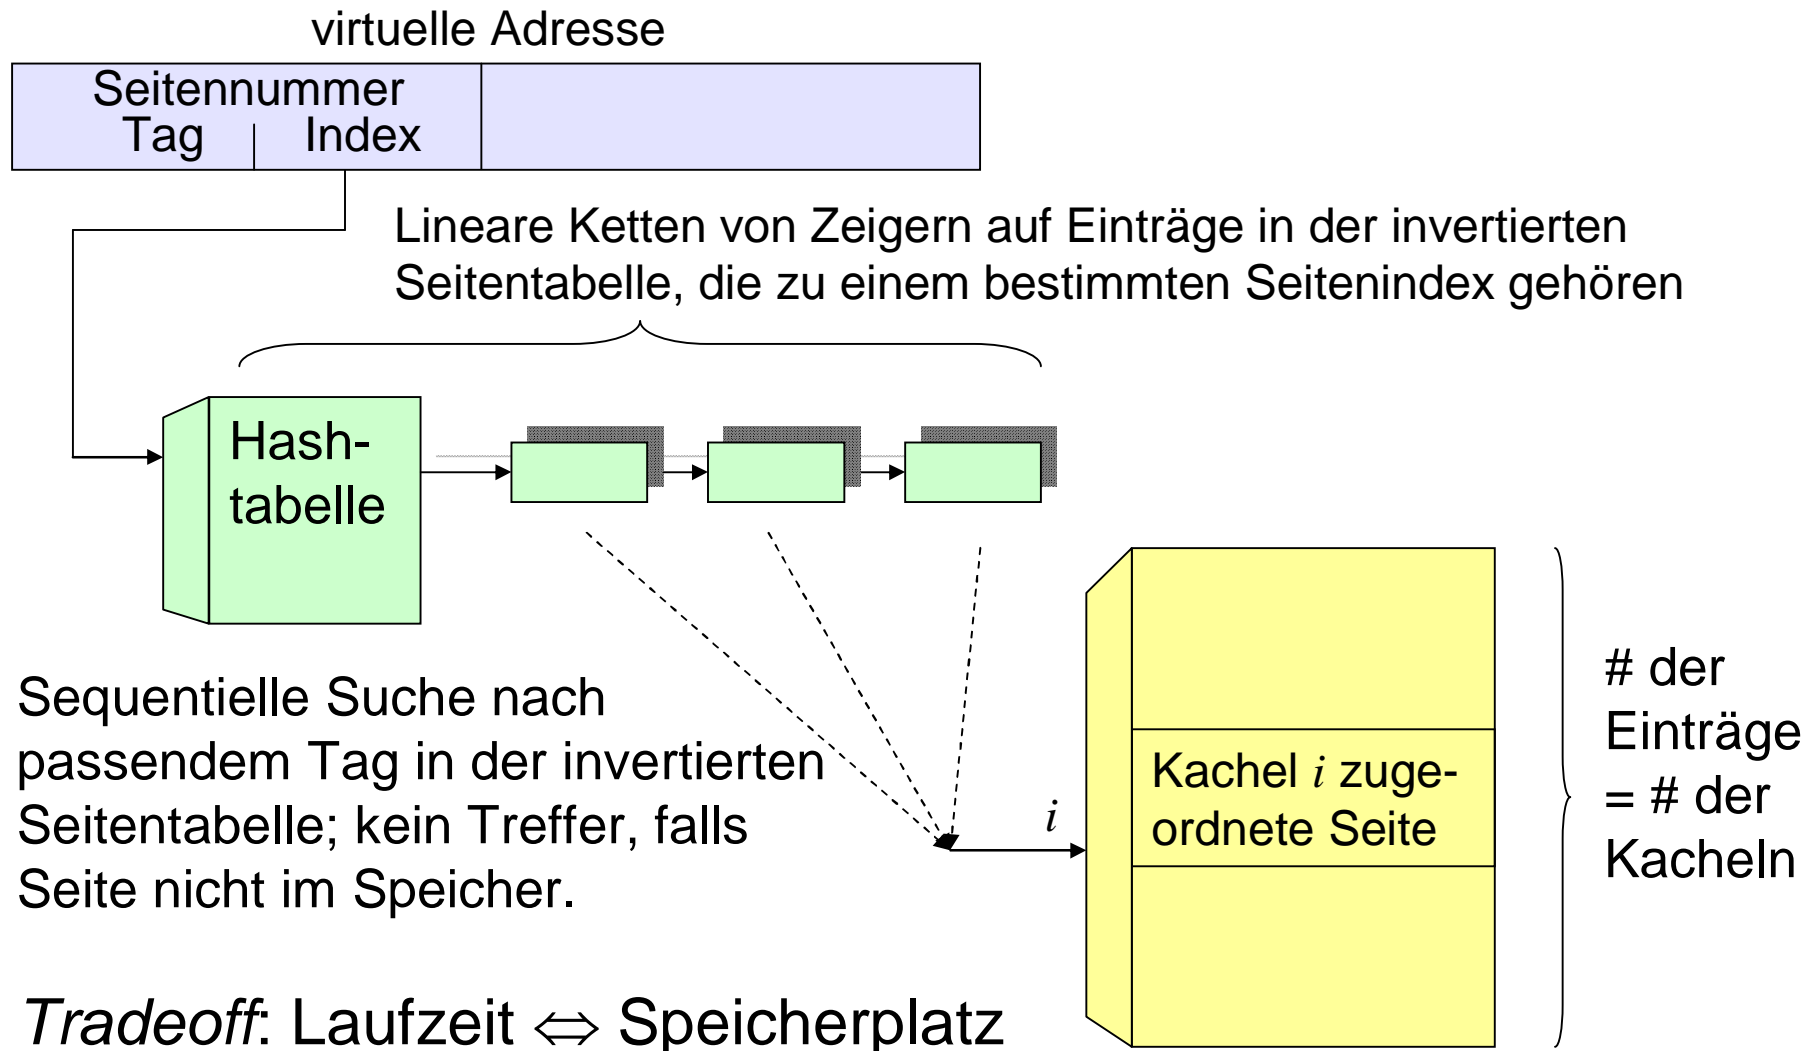 virtuelle Adresse
Seitennummer
Tag Index
Lineare Ketten von Zeigern auf Einträge in der invertierten
Seitentabelle, die zu einem bestimmten Seitenindex gehören
Hash-
tabelle
Sequentielle Suche nach
passendem Tag in der invertierten
Seitentabelle; kein Treffer, falls
Seite nicht im Speicher.
i
Kachel i zuge-
ordnete Seite
# der
Einträge
= # der
Kacheln
Tradeoff: Laufzeit ⇔ Speicherplatz